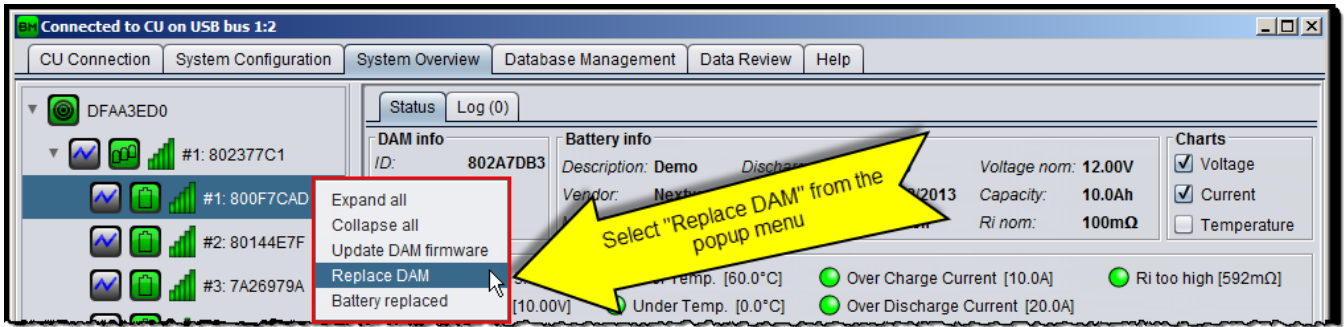 BM Connected to CU on USB bus 1:2
CU Connection System Configuration System Overview Database Management Data Review Help
DFAA3ED0
#1: 802377C1
#1: 800F7CAD
#2: 80144E7F
#3: 7A26979A
Expand all
Collapse all
Update DAM firmware
Replace DAM
Battery replaced
Status Log (0)
DAM info
ID: 802A7DB3
Battery info
Description: Demo
Voltage nom: 12.00V
Vendor: /2013
Capacity: 10.0Ah
Ri nom: 100mΩ
Charts
Voltage
Current
Temperature
Select "Replace DAM" from the
popup menu
Temp. [60.0°C] Over Charge Current [10.0A] Ri too high [592mΩ]
[10.00V] Under Temp. [0.0°C] Over Discharge Current [20.0A]